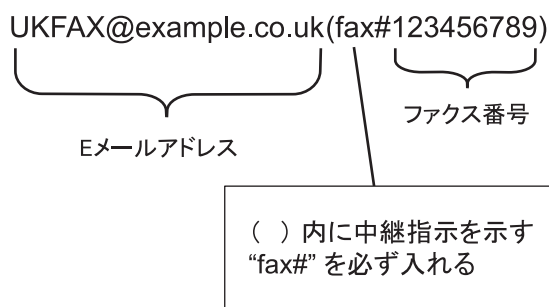 UKFAX@example.co.uk(fax#123456789)
ファクス番号
Eメールアドレス
( ) 内に中継指示を示す
“fax#” を必ず入れる